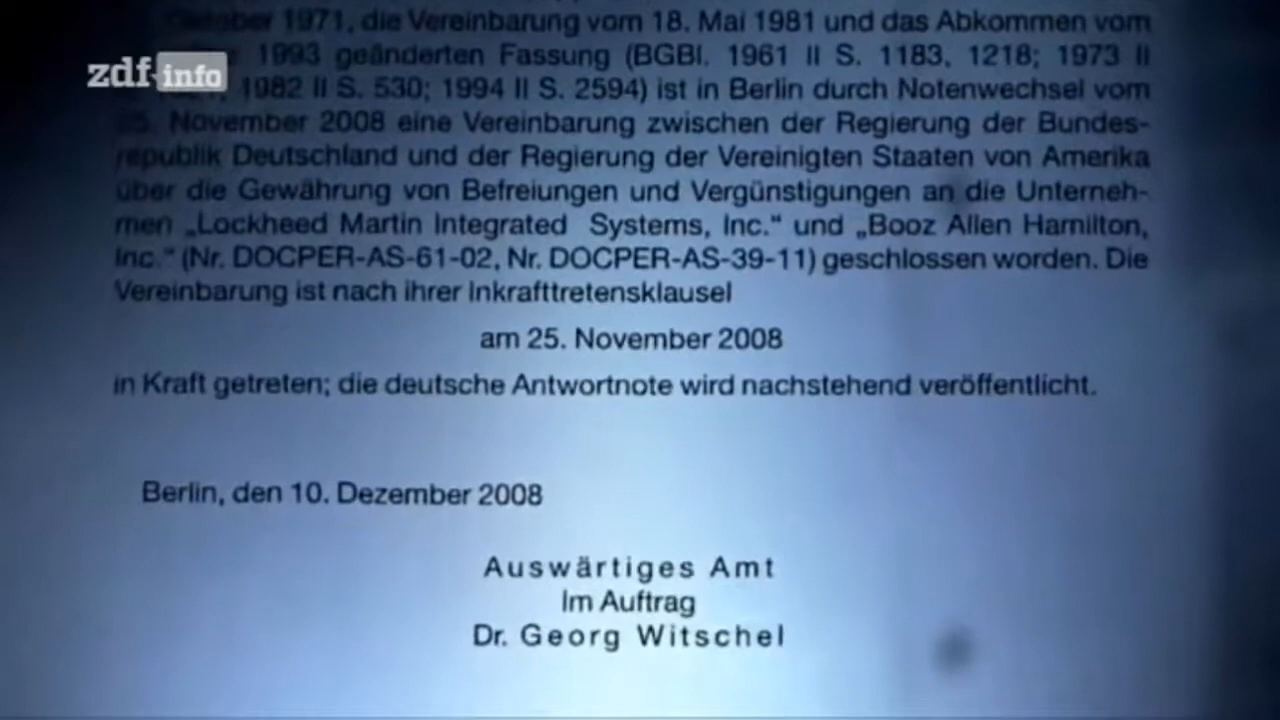 Oktober 1971, die Vereinbarung vom 18. Mai 1981 und das Abkommen vom
1993 geänderten Fassung (BGBl. 1961 II S. 1183, 1218; 1973 II
zdf info
1982 II S. 530; 1994 II S. 2594) ist in Berlin durch Notenwechsel vom
November 2008 eine Vereinbarung zwischen der Regierung der Bundes-
republik Deutschland und der Regierung der Vereinigten Staaten von Amerika
über die Gewährung von Befreiungen und Vergünstigungen an die Unterneh-
men „Lockheed Martin Integrated Systems, Inc.“ und „Booz Allen Hamilton,
Inc.“ (Nr. DOCPER-AS-61-02, Nr. DOCPER-AS-39-11) geschlossen worden. Die
Vereinbarung ist nach ihrer Inkrafttretensklausel
am 25. November 2008
in Kraft getreten; die deutsche Antwortnote wird nachstehend veröffentlicht.
Berlin, den 10. Dezember 2008
Auswärtiges Amt
Im Auftrag
Dr. Georg Witschel